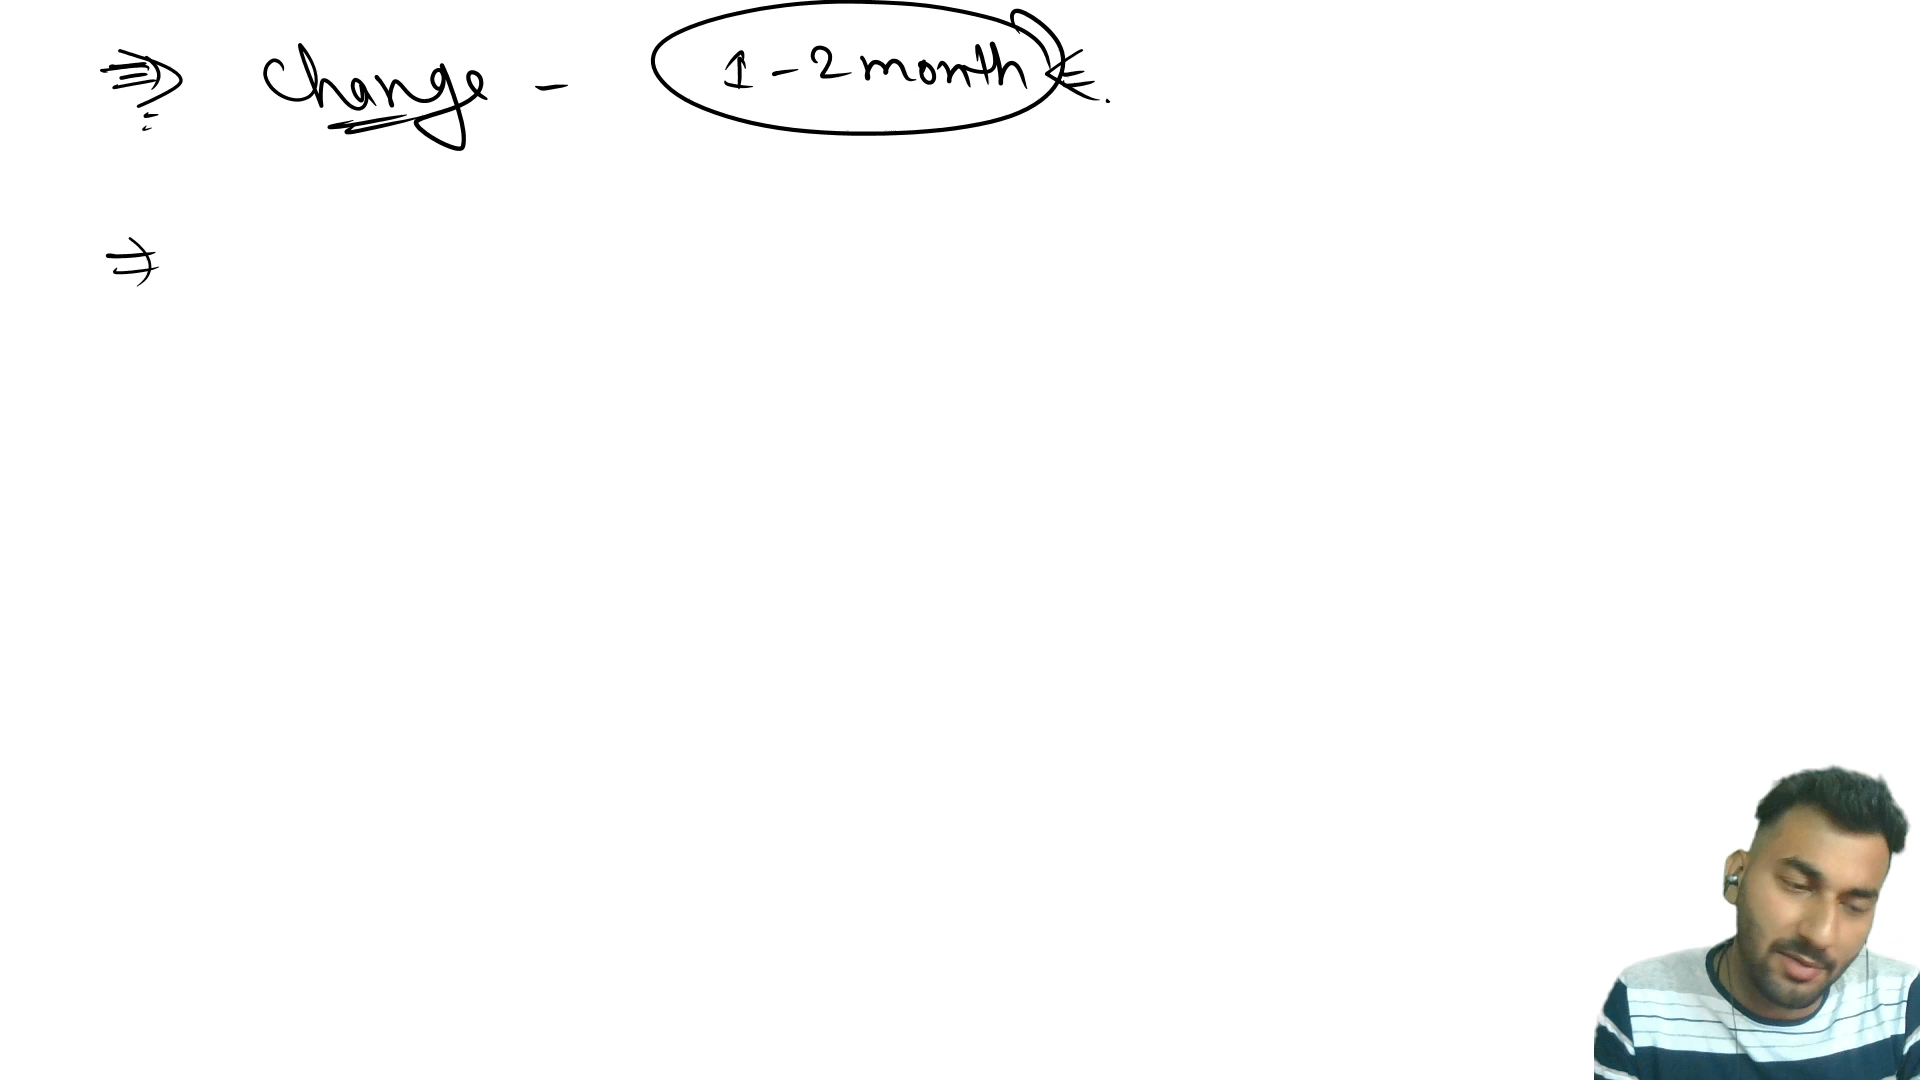 ⇒ change - 1-2 month
⇒